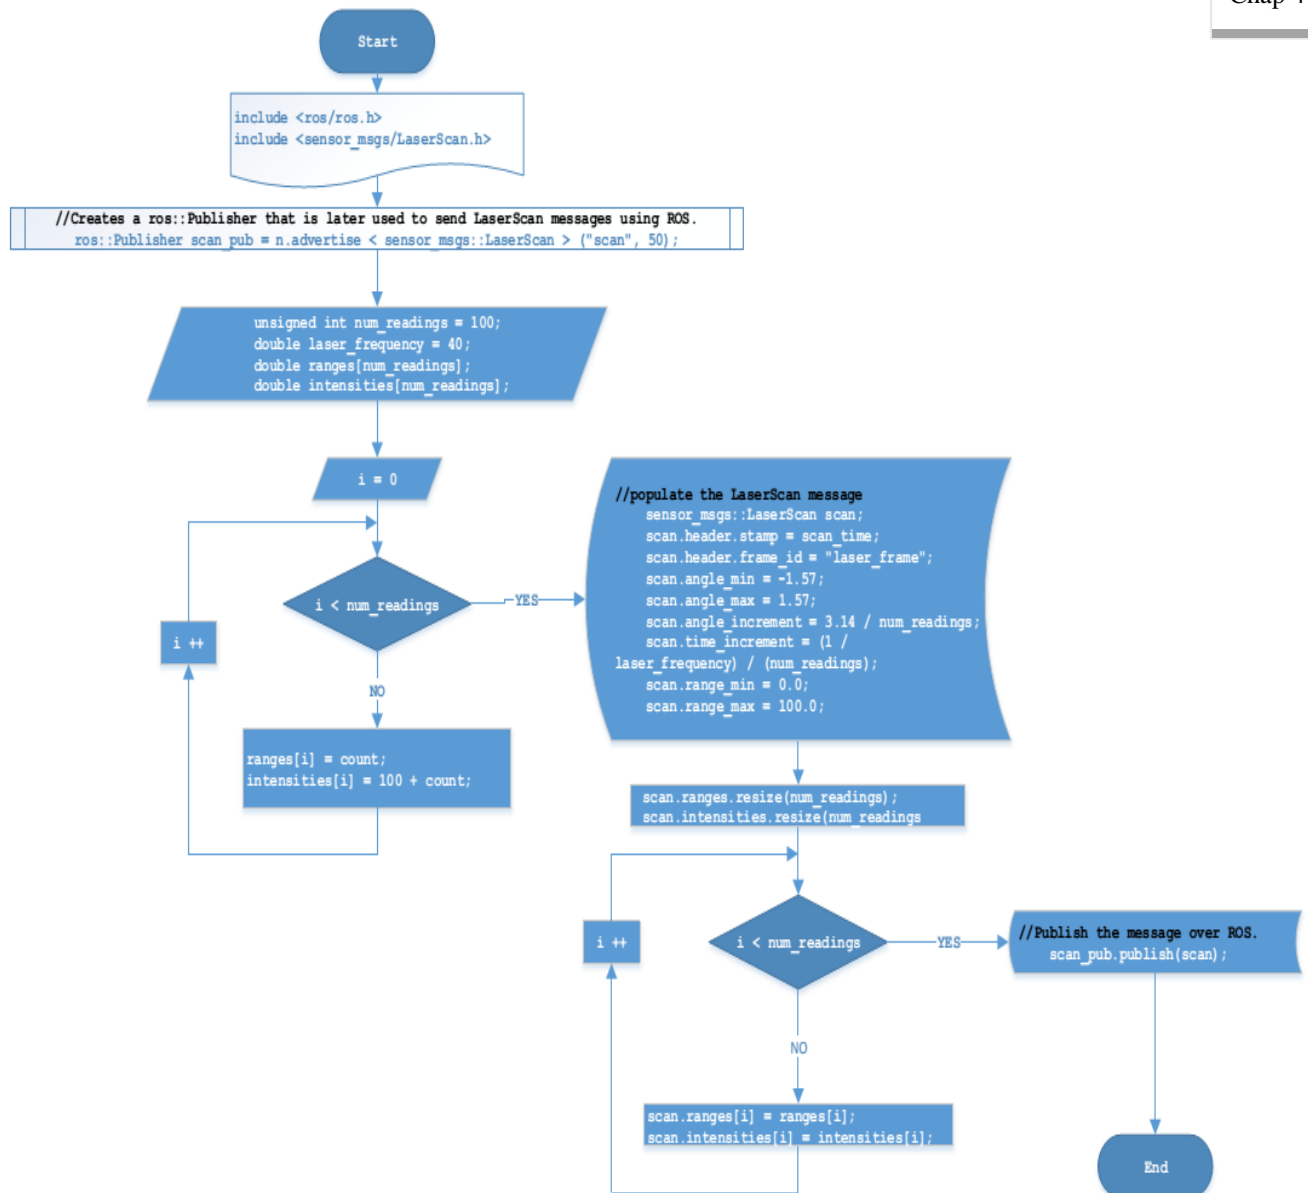 Chap 4
Start
include <ros/ros.h>
include <sensor_msgs/LaserScan.h>
//Creates a ros::Publisher that is later used to send LaserScan messages using ROS.
ros::Publisher scan_pub = n.advertise < sensor_msgs::LaserScan > ("scan", 50);
unsigned int num_readings = 100;
double laser_frequency = 40;
double ranges[num_readings];
double intensities[num_readings];
i = 0
i < num_readings
YES
i ++
NO
ranges[i] = count;
intensities[i] = 100 + count;
//populate the LaserScan message
sensor_msgs::LaserScan scan;
scan.header.stamp = scan_time;
scan.header.frame_id = "laser_frame";
scan.angle_min = -1.57;
scan.angle_max = 1.57;
scan.angle_increment = 3.14 / num_readings;
scan.time_increment = (1 /
laser_frequency) / (num_readings);
scan.range_min = 0.0;
scan.range_max = 100.0;
scan.ranges.resize(num_readings);
scan.intensities.resize(num_readings
i < num_readings
YES
i ++
NO
scan.ranges[i] = ranges[i];
scan.intensities[i] = intensities[i];
//Publish the message over ROS.
scan_pub.publish(scan);
End